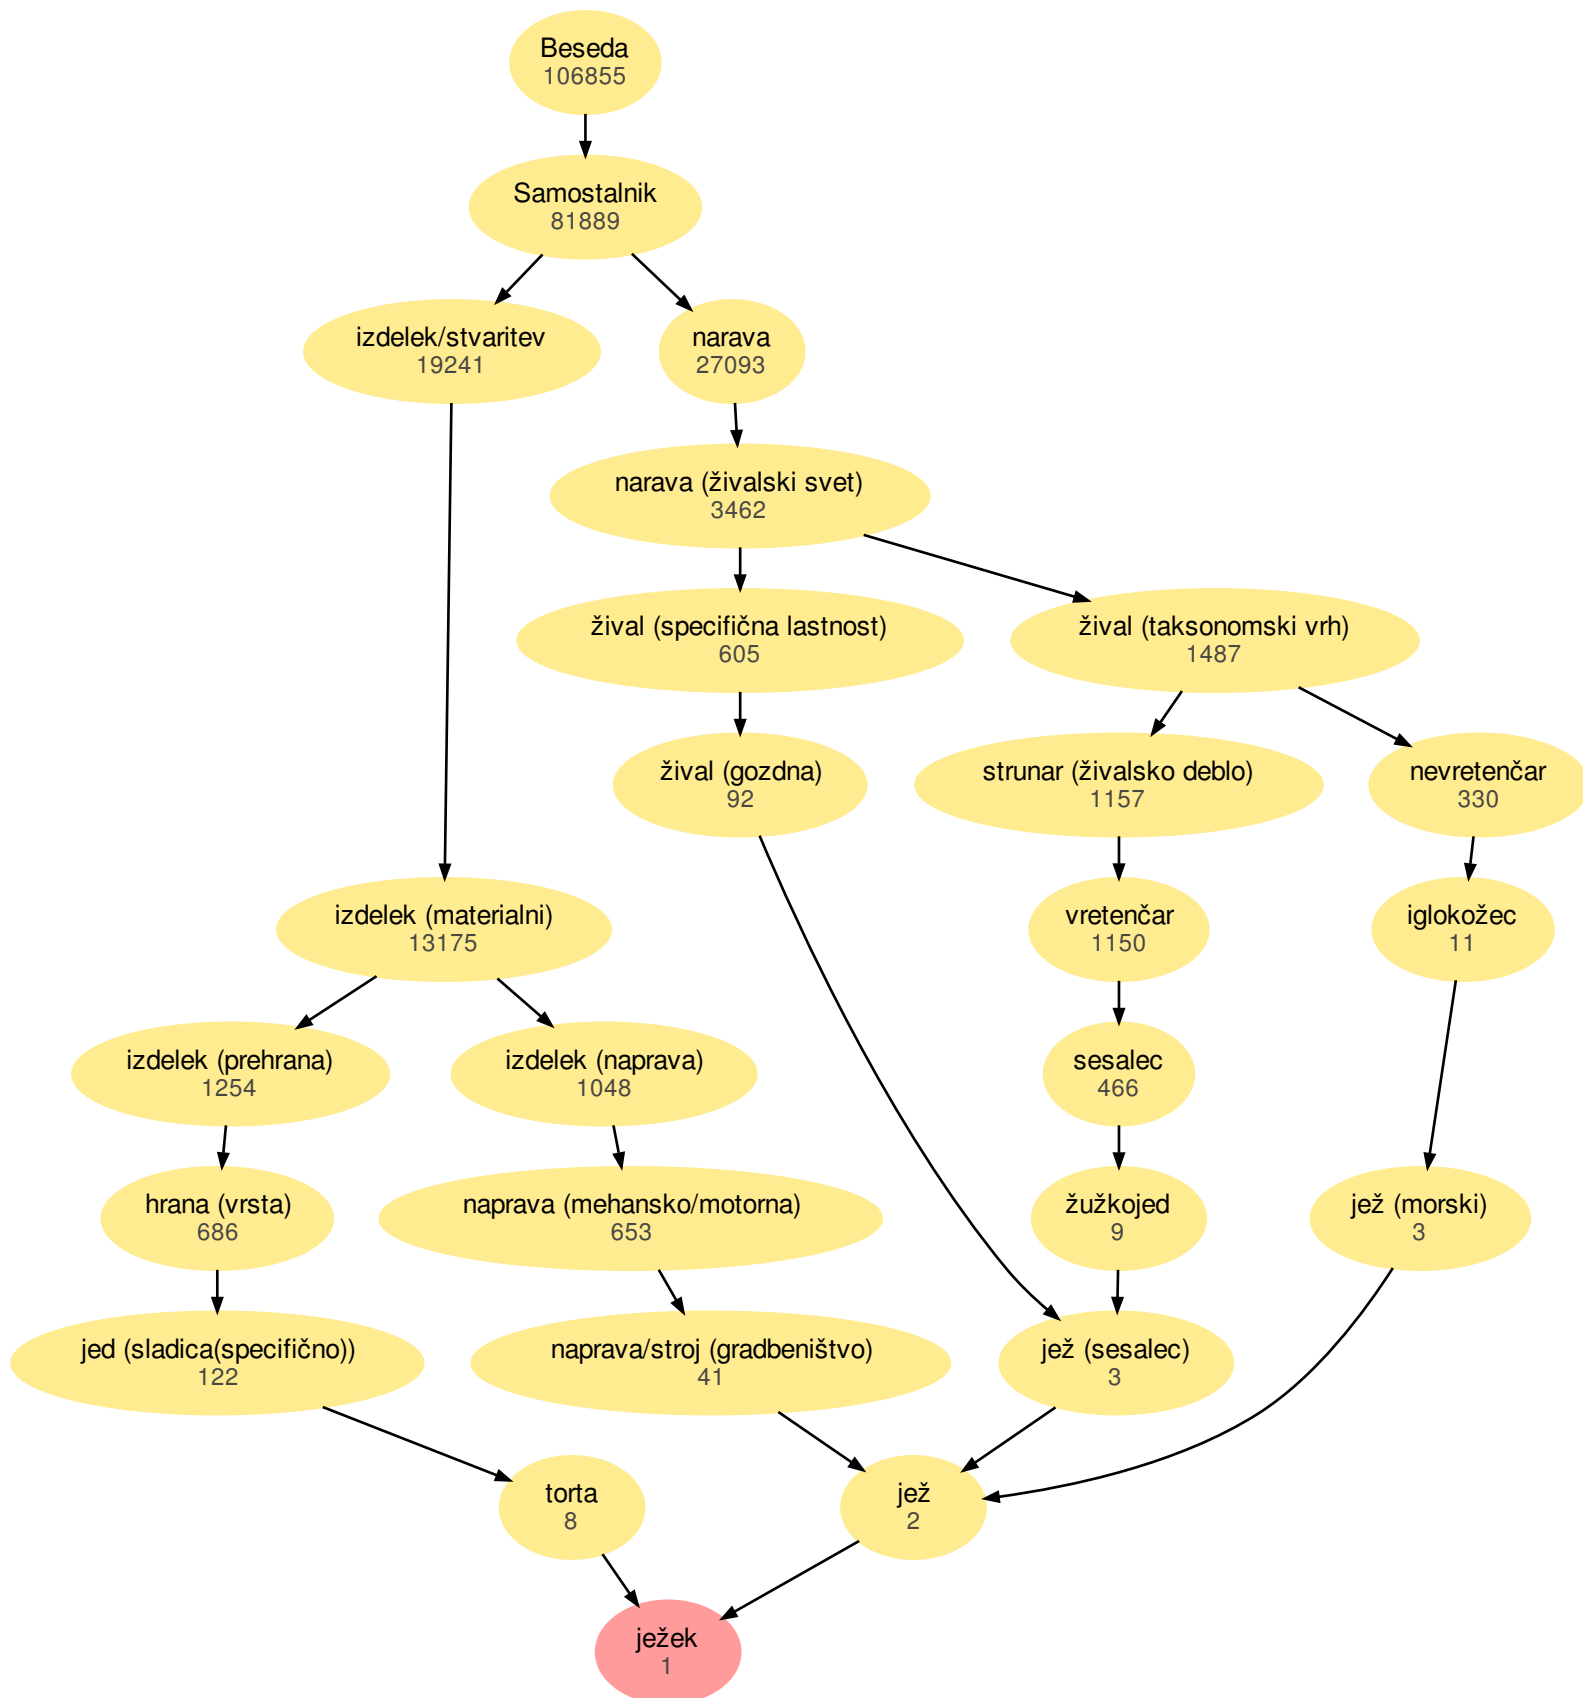 Beseda
106855
Samostalnik
81889
izdelek/stvaritev
19241
narava
27093
narava (živalski svet)
3462
žival (specifična lastnost)
605
žival (taksonomski vrh)
1487
žival (gozdna)
92
strunar (živalsko deblo)
1157
nevretenčar
330
izdelek (materialni)
13175
vretenčar
1150
iglokožec
11
izdelek (prehrana)
1254
izdelek (naprava)
1048
sesalec
466
hrana (vrsta)
686
naprava (mehansko/motorna)
653
žužkojed
9
jež (morski)
3
jed (sladica(specifično))
122
naprava/stroj (gradbeništvo)
41
jež (sesalec)
3
torta
8
jež
2
ježek
1